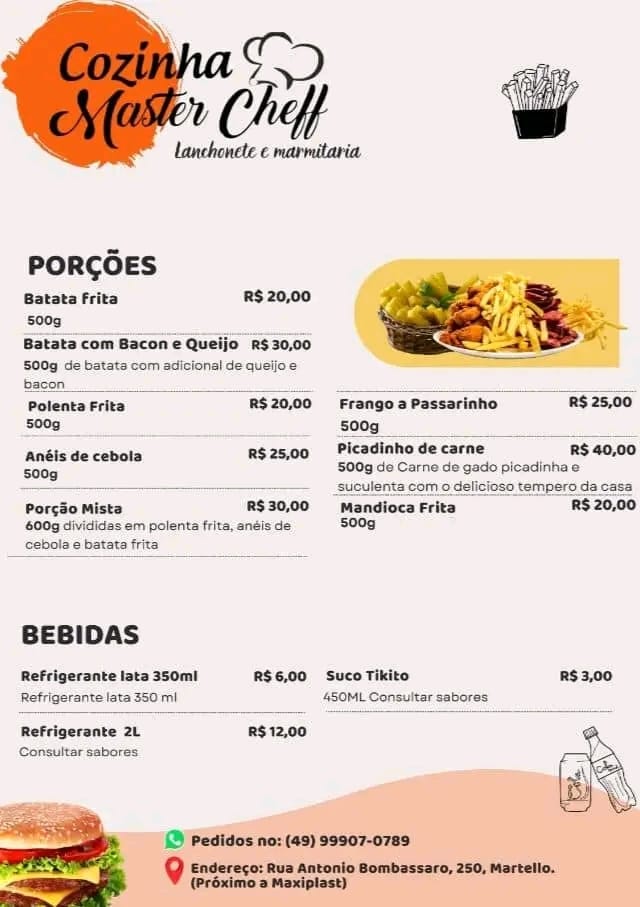 Cozinha
Master Cheff
Lanchonete e marmitaria
PORÇÕES
Batata frita R$ 20,00
500g
Batata com Bacon e Queijo R$ 30,00
500g de batata com adicional de queijo e
bacon
Polenta Frita R$ 20,00
500g
Anéis de cebola R$ 25,00
500g
Porção Mista R$ 30,00
600g divididas em polenta frita, anéis de
cebola e batata frita
Frango a Passarinho R$ 25,00
500g
Picadinho de carne R$ 40,00
500g de Carne de gado picadinha e
suculenta com o delicioso tempero da casa
Mandioca Frita R$ 20,00
500g
BEBIDAS
Refrigerante lata 350ml R$ 6,00
Refrigerante lata 350 ml
Refrigerante 2L R$ 12,00
Consultar sabores
Suco Tikito R$ 3,00
450ML Consultar sabores
Pedidos no: (49) 99907-0789
Endereço: Rua Antonio Bombassaro, 250, Martello.
(Próximo a Maxiplast)